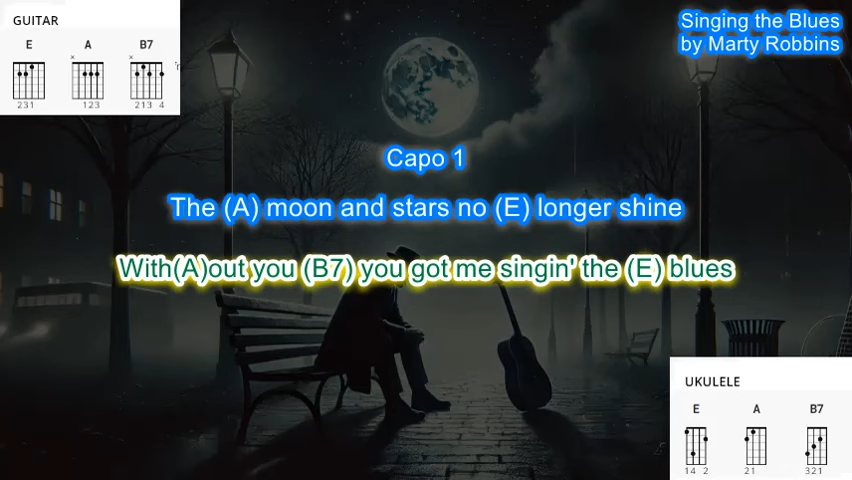 GUITAR
E A B7
x x
231 123 213 4
Singing the Blues
by Marty Robbins
Capo 1
The (A) moon and stars no (E) longer shine
With(A)out you (B7) you got me singin' the (E) blues
UKULELE
E A B7
14 2 21 321